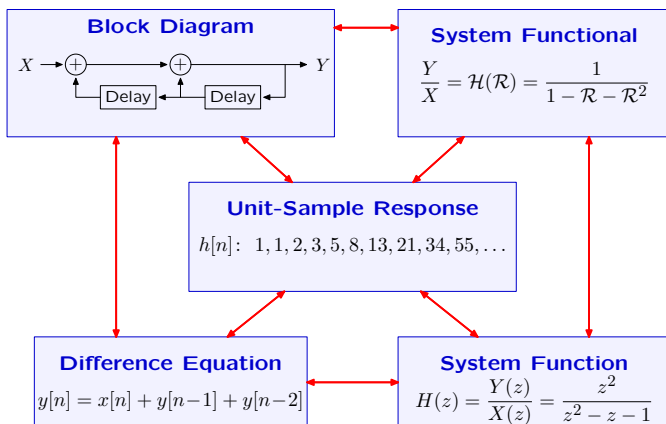 Block Diagram
X + + Y
Delay Delay
System Functional
Y/X = H(R) = 1/(1 − R − R²)
Unit-Sample Response
h[n]: 1, 1, 2, 3, 5, 8, 13, 21, 34, 55, . . .
Difference Equation
y[n] = x[n] + y[n−1] + y[n−2]
System Function
H(z) = Y(z)/X(z) = z²/(z² − z − 1)